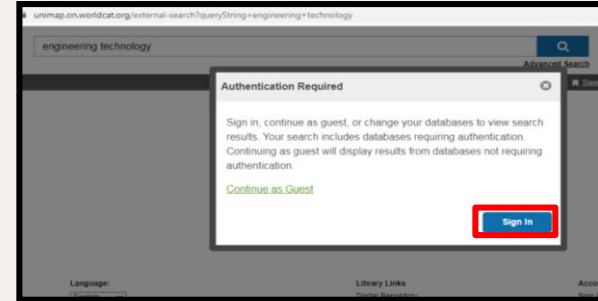 unimap.on.worldcat.org/external-search?queryString=engineering+technology
engineering technology
Advanced Search
Authentication Required
Sign in, continue as guest, or change your databases to view search
results. Your search includes databases requiring authentication.
Continuing as guest will display results from databases not requiring
authentication.
Continue as Guest
Sign In
Language:
Library Links
Digital Repository